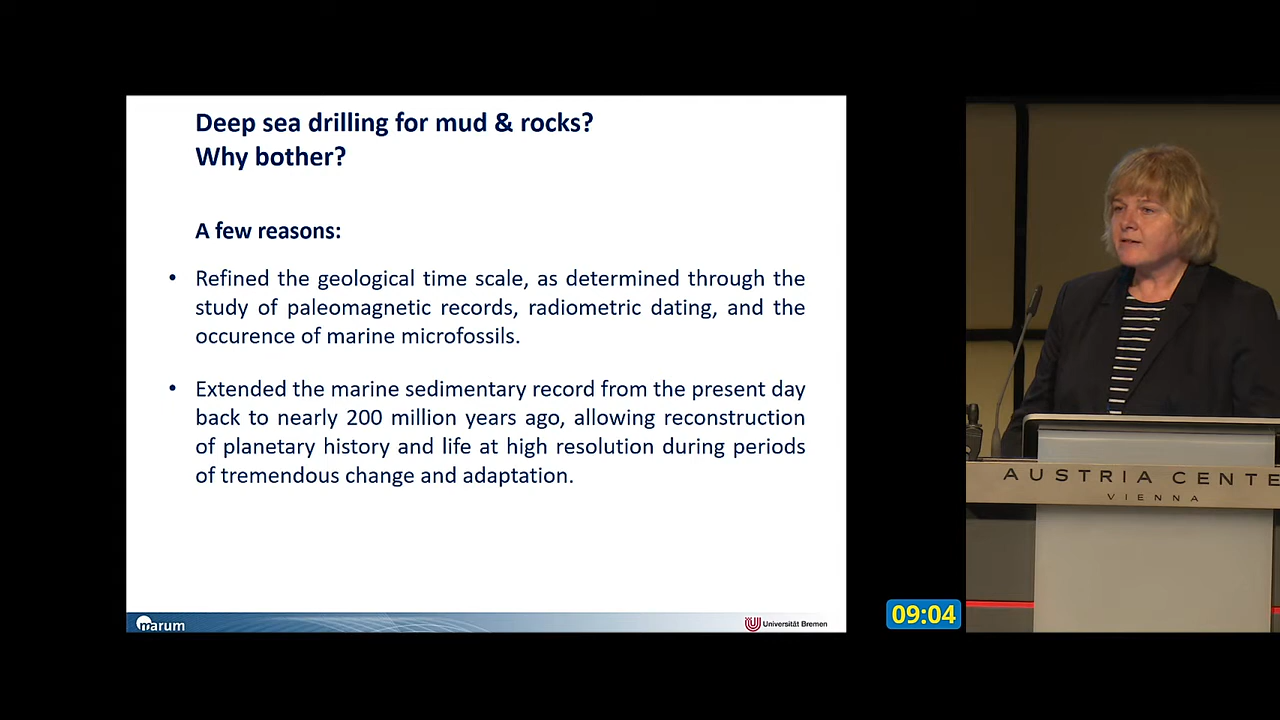 Deep sea drilling for mud & rocks?
Why bother?
A few reasons:
• Refined the geological time scale, as determined through the
study of paleomagnetic records, radiometric dating, and the
occurence of marine microfossils.
• Extended the marine sedimentary record from the present day
back to nearly 200 million years ago, allowing reconstruction
of planetary history and life at high resolution during periods
of tremendous change and adaptation.
marum
Universität Bremen
09:04
AUSTRIA CENTE
VIENNA